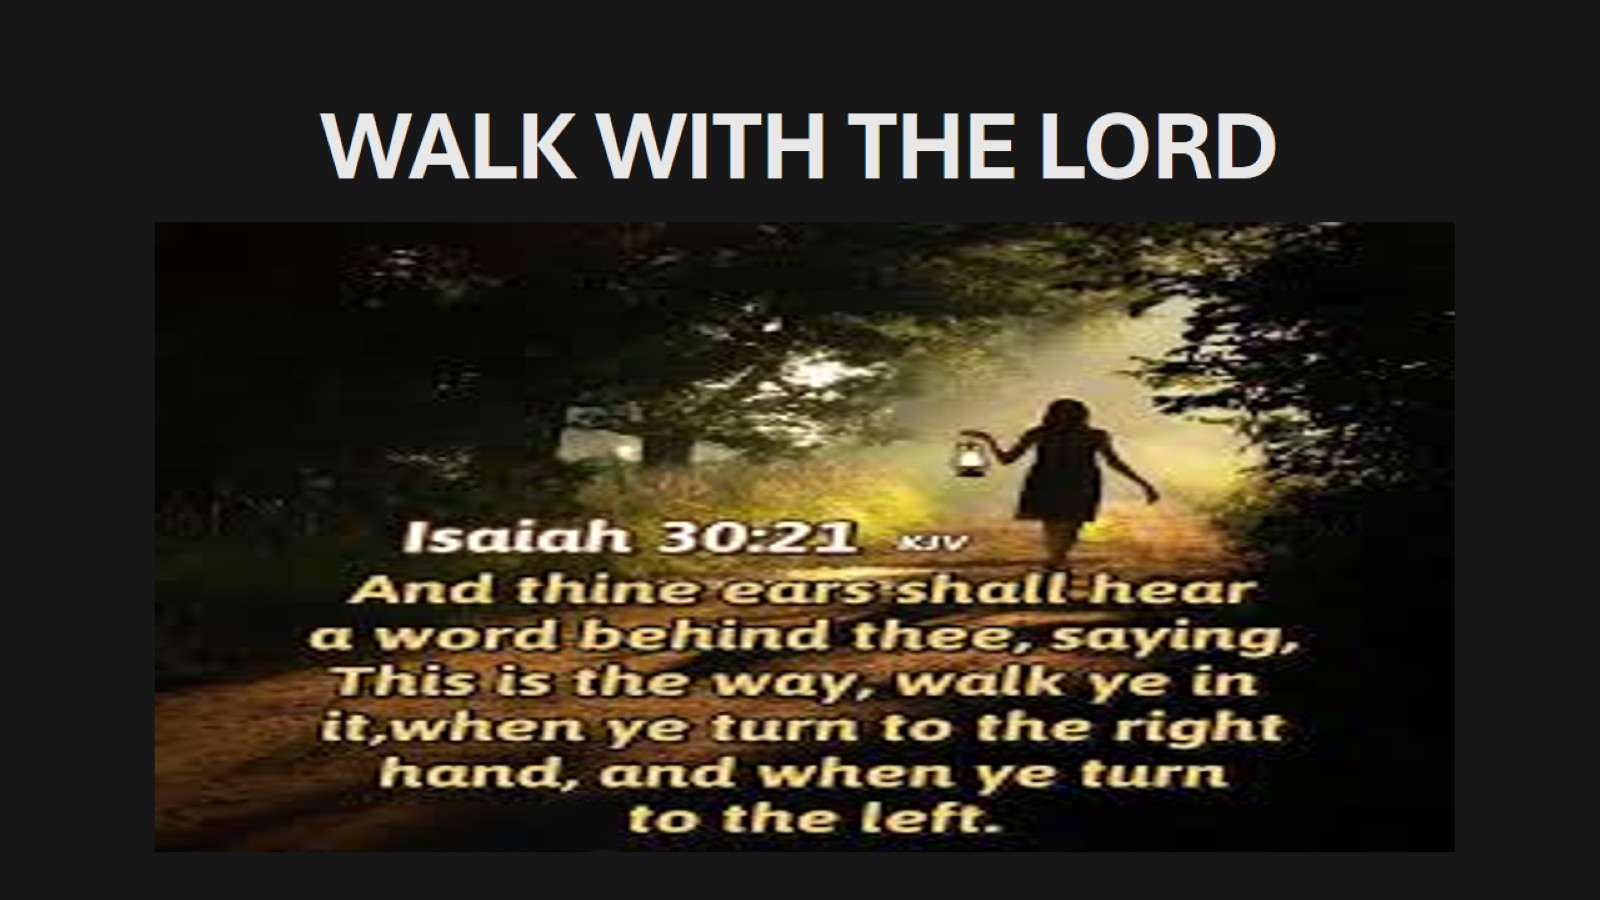 WALK WITH THE LORD
Isaiah 30:21 KJV
And thine ears shall hear
a word behind thee, saying,
This is the way, walk ye in
it,when ye turn to the right
hand, and when ye turn
to the left.